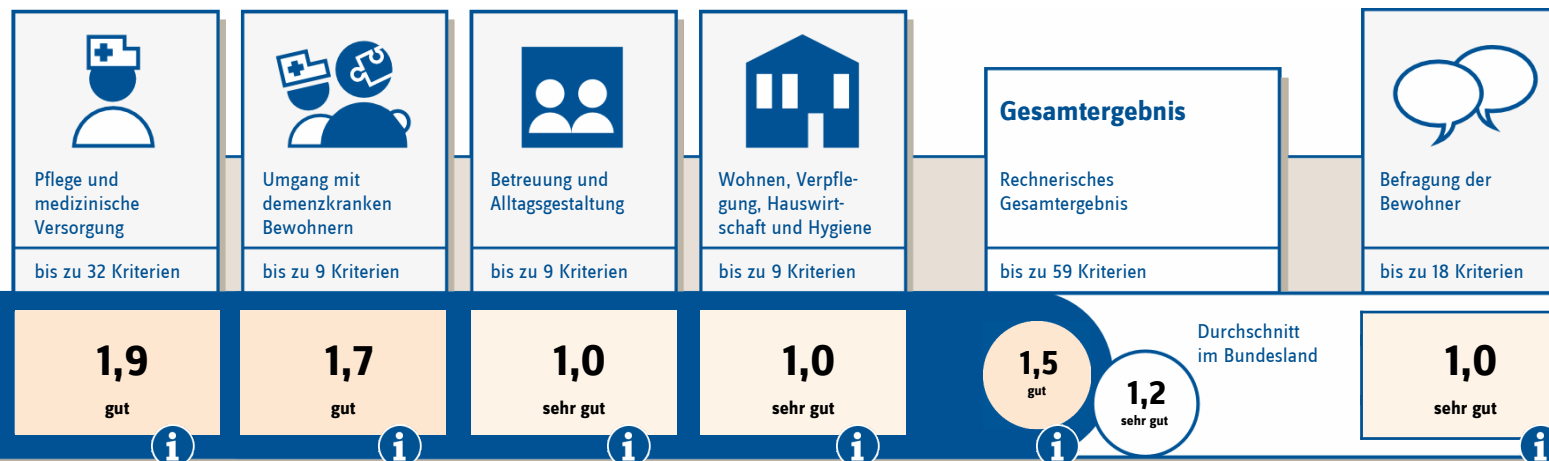 Pflege und
medizinische
Versorgung
bis zu 32 Kriterien
1,9
gut
i
Umgang mit
demenzkranken
Bewohnern
bis zu 9 Kriterien
1,7
gut
i
Betreuung und
Alltagsgestaltung
bis zu 9 Kriterien
1,0
sehr gut
i
Wohnen, Verpfle-
gung, Hauswirt-
schaft und Hygiene
bis zu 9 Kriterien
1,0
sehr gut
i
Gesamtergebnis
Rechnerisches
Gesamtergebnis
bis zu 59 Kriterien
1,5
gut
i
1,2
sehr gut
Durchschnitt
im Bundesland
Befragung der
Bewohner
bis zu 18 Kriterien
1,0
sehr gut
i